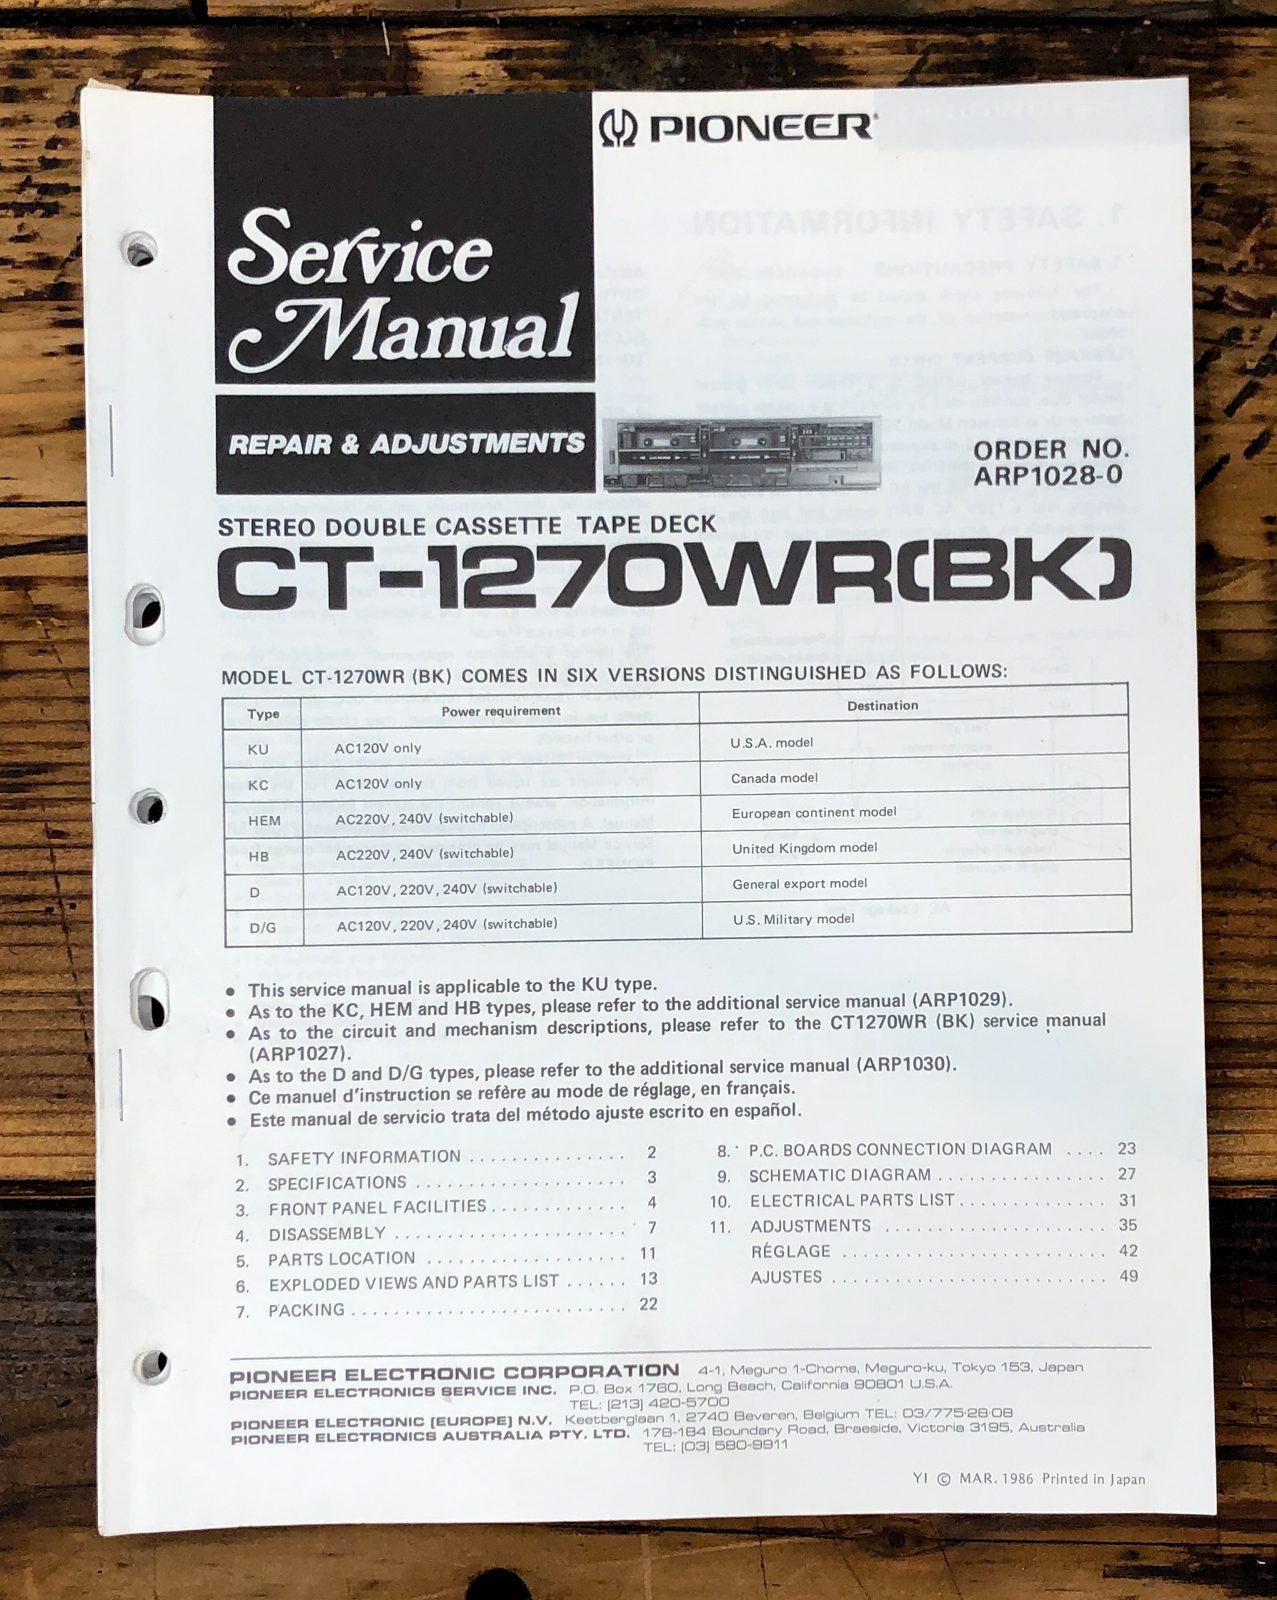 PIONEER
Service
Manual
REPAIR & ADJUSTMENTS
ORDER NO.
ARP1028-0
STEREO DOUBLE CASSETTE TAPE DECK
CT-1270WR(BK)
MODEL CT-1270WR (BK) COMES IN SIX VERSIONS DISTINGUISHED AS FOLLOWS:
Type Power requirement Destination
KU AC120V only U.S.A. model
KC AC120V only Canada model
HEM AC220V, 240V (switchable) European continent model
HB AC220V, 240V (switchable) United Kingdom model
D AC120V, 220V, 240V (switchable) General export model
D/G AC120V, 220V, 240V (switchable) U.S. Military model
● This service manual is applicable to the KU type.
● As to the KC, HEM and HB types, please refer to the additional service manual (ARP1029).
● As to the circuit and mechanism descriptions, please refer to the CT1270WR (BK) service manual
(ARP1027).
● As to the D and D/G types, please refer to the additional service manual (ARP1030).
● Ce manuel d'instruction se refère au mode de réglage, en français.
● Este manual de servicio trata del método ajuste escrito en español.
1. SAFETY INFORMATION . . . . . . . . . . . . . . . 2
2. SPECIFICATIONS . . . . . . . . . . . . . . . . . . . . 3
3. FRONT PANEL FACILITIES . . . . . . . . . . . . . 4
4. DISASSEMBLY . . . . . . . . . . . . . . . . . . . . . . 7
5. PARTS LOCATION . . . . . . . . . . . . . . . . . . . 11
6. EXPLODED VIEWS AND PARTS LIST . . . . . . 13
7. PACKING . . . . . . . . . . . . . . . . . . . . . . . . . . 22
8. P.C. BOARDS CONNECTION DIAGRAM . . . . 23
9. SCHEMATIC DIAGRAM . . . . . . . . . . . . . . . . 27
10. ELECTRICAL PARTS LIST . . . . . . . . . . . . . . 31
11. ADJUSTMENTS . . . . . . . . . . . . . . . . . . . . . 35
RÉGLAGE . . . . . . . . . . . . . . . . . . . . . . . . . 42
AJUSTES . . . . . . . . . . . . . . . . . . . . . . . . . . 49
PIONEER ELECTRONIC CORPORATION 4-1, Meguro 1-Chome, Meguro-ku, Tokyo 153, Japan
PIONEER ELECTRONICS SERVICE INC. P.O. Box 1760, Long Beach, California 90801 U.S.A.
TEL: (213) 420-5700
PIONEER ELECTRONIC (EUROPE) N.V. Keetberglaan 1, 2740 Beveren, Belgium TEL: 03/775·28·08
PIONEER ELECTRONICS AUSTRALIA PTY. LTD. 178-184 Boundary Road, Braeside, Victoria 3195, Australia
TEL: (03) 580-9911
YI © MAR. 1986 Printed in Japan